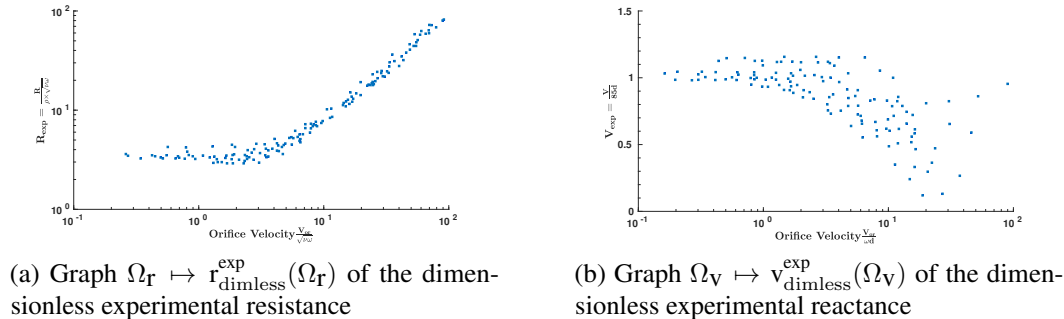 10^2
10^1
10^0
10^-1 10^0 10^1 10^2
R_exp = R / ρ×√νω
Orifice Velocity V_or / √νω
1.5
1
0.5
0
10^-1 10^0 10^1 10^2
V_exp = V / 85d
Orifice Velocity V_or / ωd
(a) Graph Ω_r ↦ r^exp_dimless(Ω_r) of the dimen-
sionless experimental resistance
(b) Graph Ω_v ↦ v^exp_dimless(Ω_v) of the dimen-
sionless experimental reactance